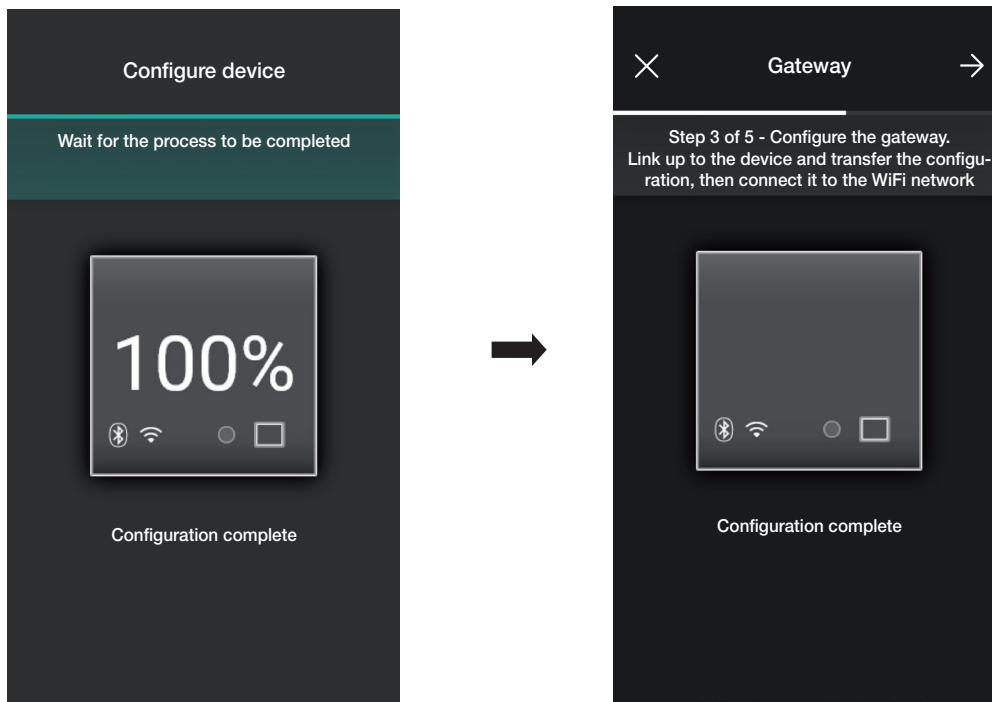 Configure device
Wait for the process to be completed
100%
Configuration complete
Gateway
Step 3 of 5 - Configure the gateway.
Link up to the device and transfer the configu-
ration, then connect it to the WiFi network
Configuration complete